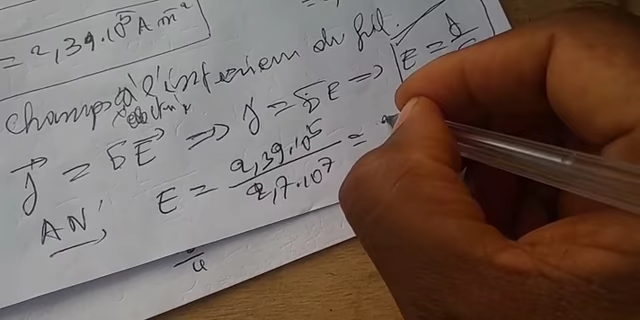 = 2,39.10⁵ A m⁻²
champ à l'intérieur du fil.
J⃗ = σE⃗ => J = σE => E = J/σ
AN: E = 2,39.10⁵ / 2,7.10⁷ =